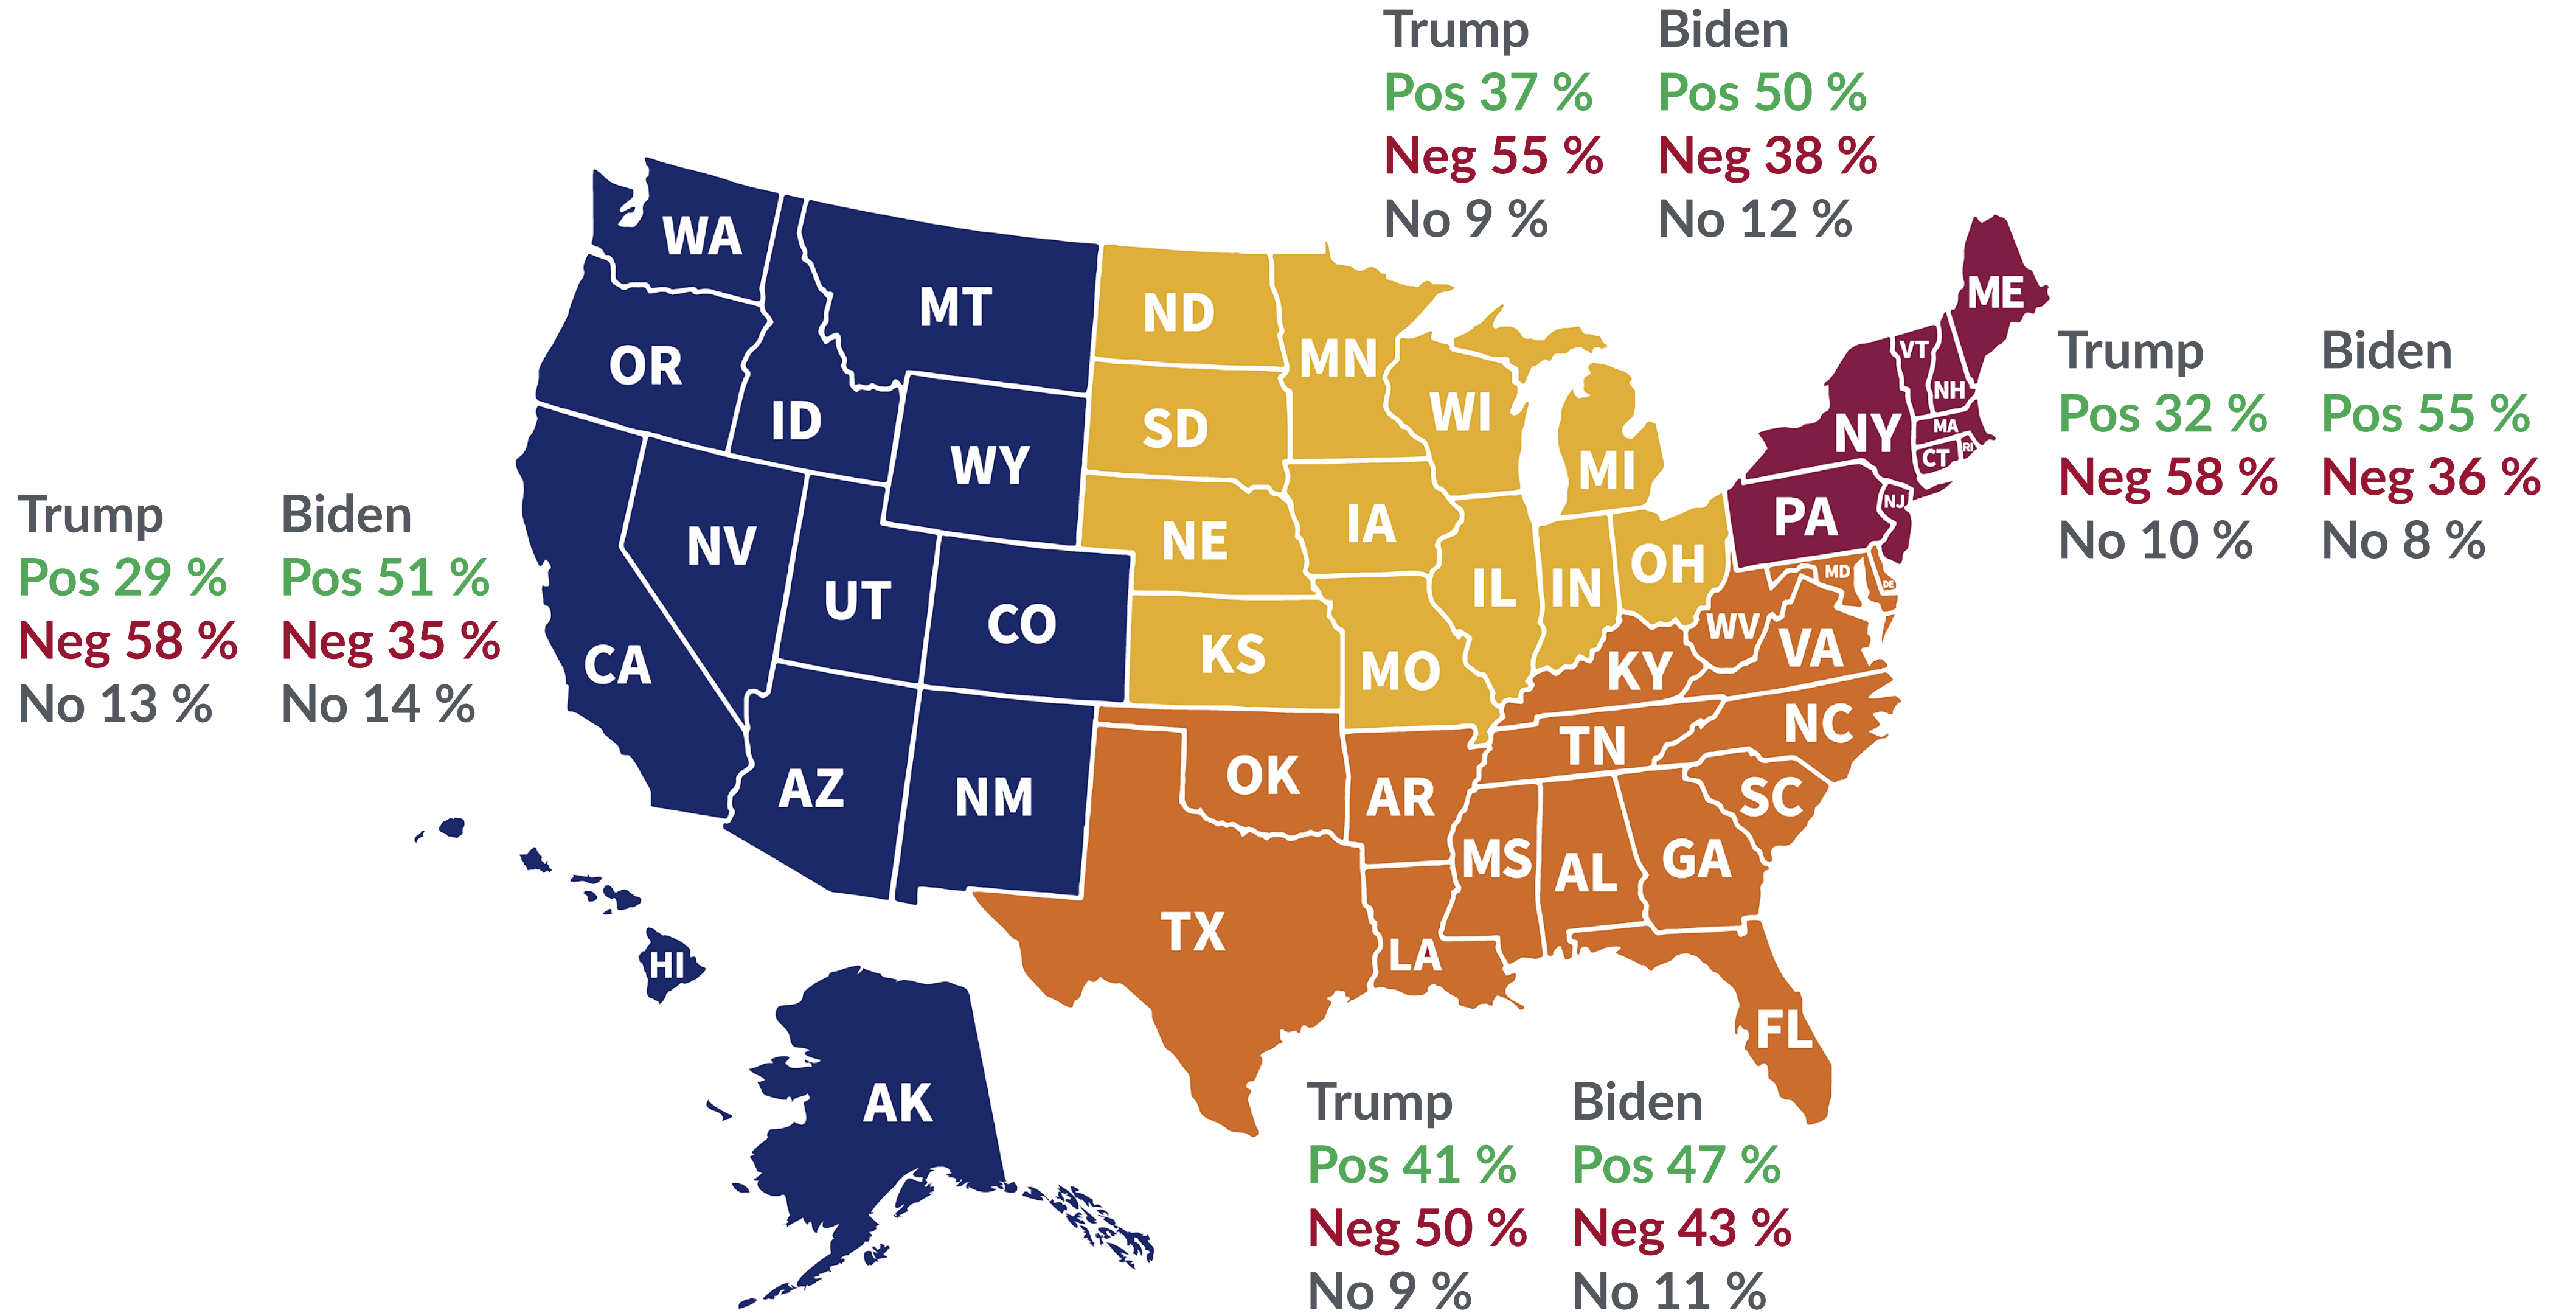 Trump
Pos 37 %
Neg 55 %
No 9 %
Biden
Pos 50 %
Neg 38 %
No 12 %
Trump
Pos 32 %
Neg 58 %
No 10 %
Biden
Pos 55 %
Neg 36 %
No 8 %
Trump
Pos 29 %
Neg 58 %
No 13 %
Biden
Pos 51 %
Neg 35 %
No 14 %
WA
MT
OR
ID
WY
NV
UT
CO
CA
AZ
NM
HI
AK
ND
MN
SD
WI
MI
NE
IA
IL
IN
OH
KS
MO
ME
VT
NH
NY
MA
CT
RI
PA
NJ
MD
DE
WV
VA
KY
NC
TN
OK
AR
SC
MS
AL
GA
TX
LA
FL
Trump
Pos 41 %
Neg 50 %
No 9 %
Biden
Pos 47 %
Neg 43 %
No 11 %